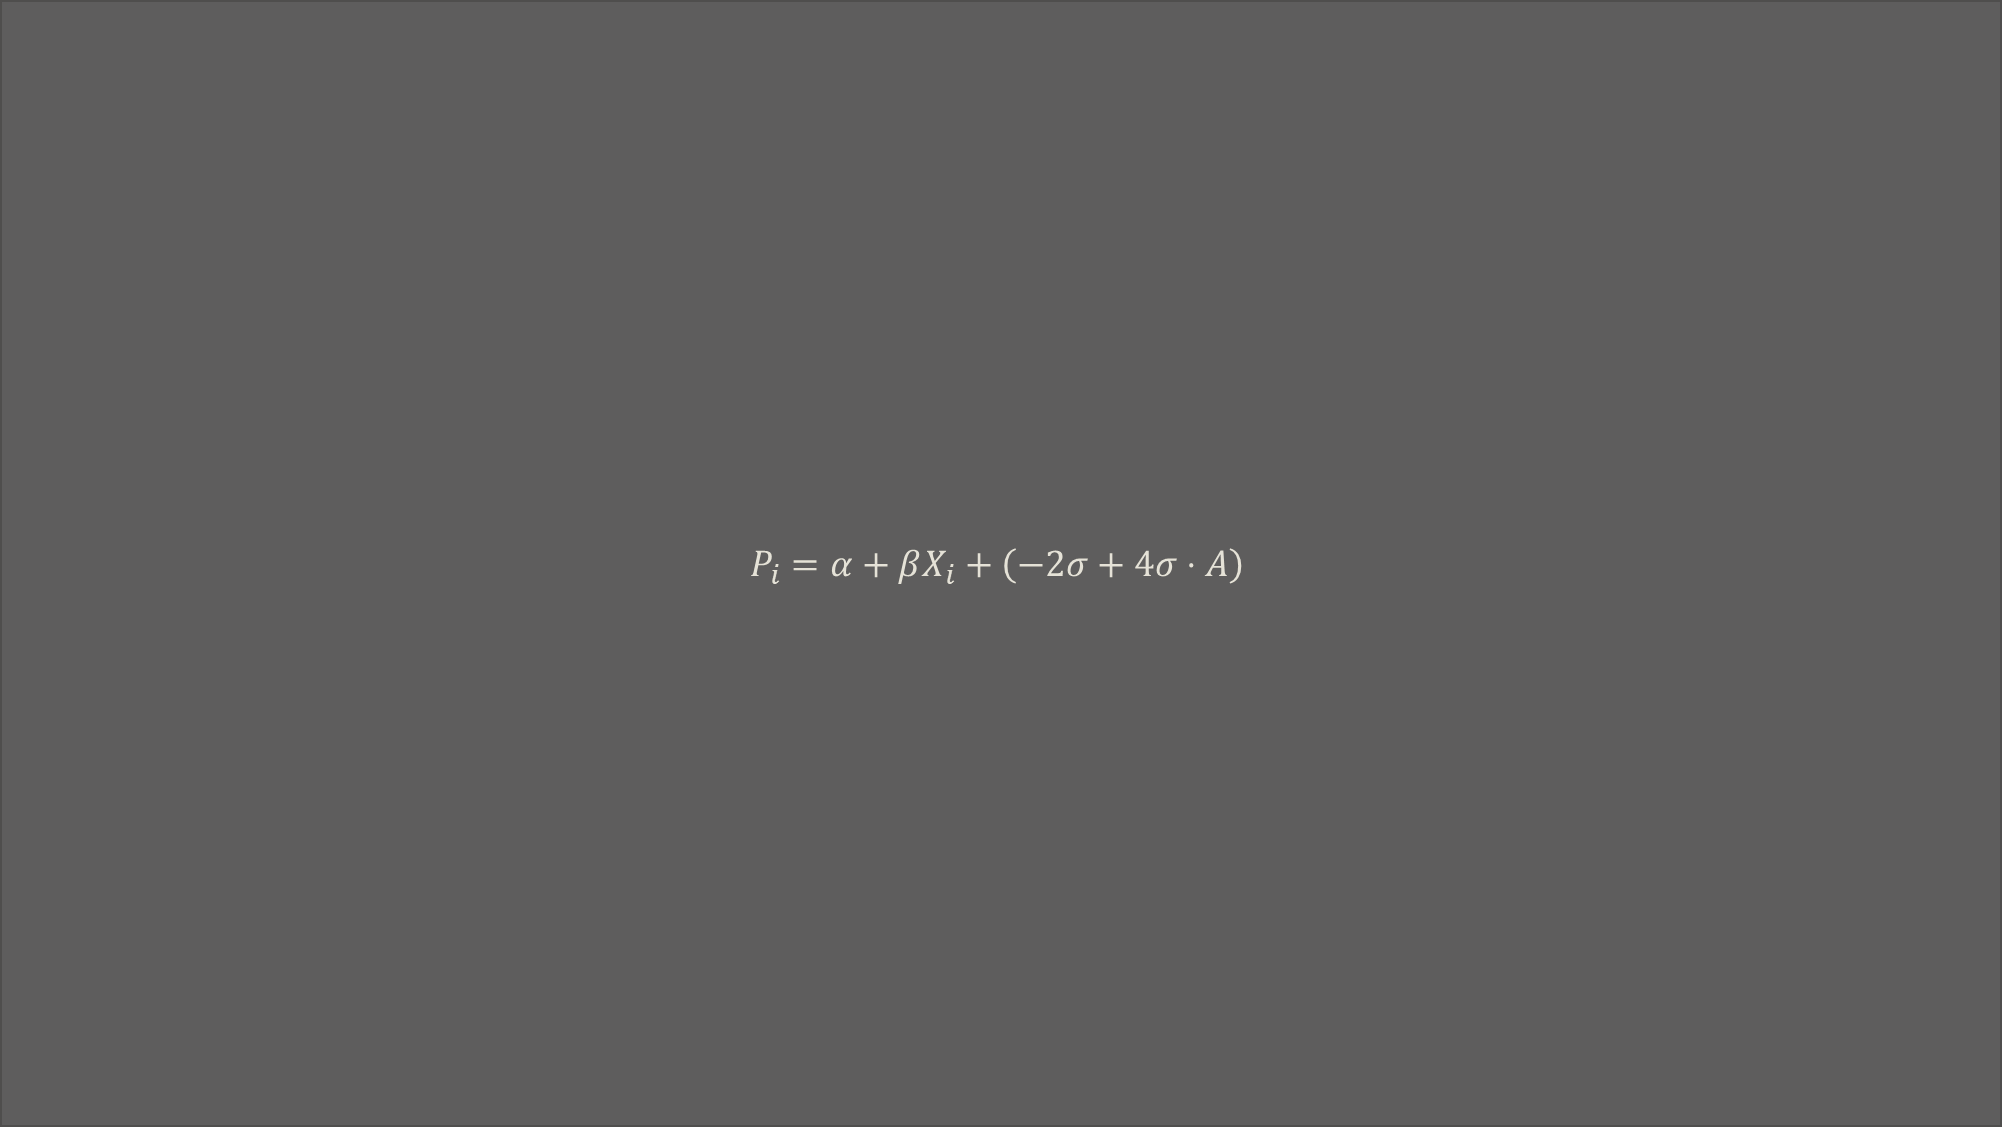 𝑃ᵢ = 𝛼 + 𝛽𝑋ᵢ + (−2𝜎 + 4𝜎 · 𝐴)